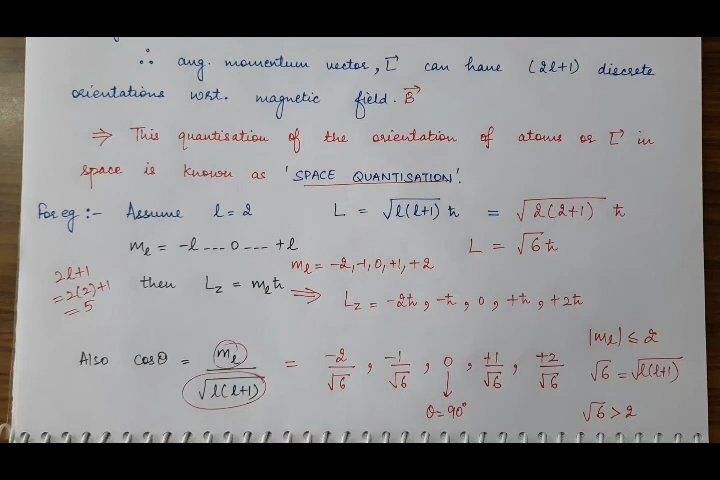 ∴ ang. momentum vector, L⃗ can have (2l+1) discrete
orientations wrt. magnetic field. B⃗
⇒ This quantisation of the orientation of atoms or L⃗ in
space is known as 'SPACE QUANTISATION'.
For eg :- Assume l = 2 L = √l(l+1) ħ = √2(2+1) ħ
mₗ = -l --- 0 --- +l L = √6 ħ
2l+1
= 2(2)+1
= 5
mₗ = -2, -1, 0, +1, +2
then L_z = mₗħ ⇒ L_z = -2ħ, -ħ, 0, +ħ, +2ħ
Also cosθ = mₗ/√l(l+1) = -2/√6, -1/√6, 0, +1/√6, +2/√6
θ = 90°
|mₗ| ≤ 2
√6 = √l(l+1)
√6 > 2